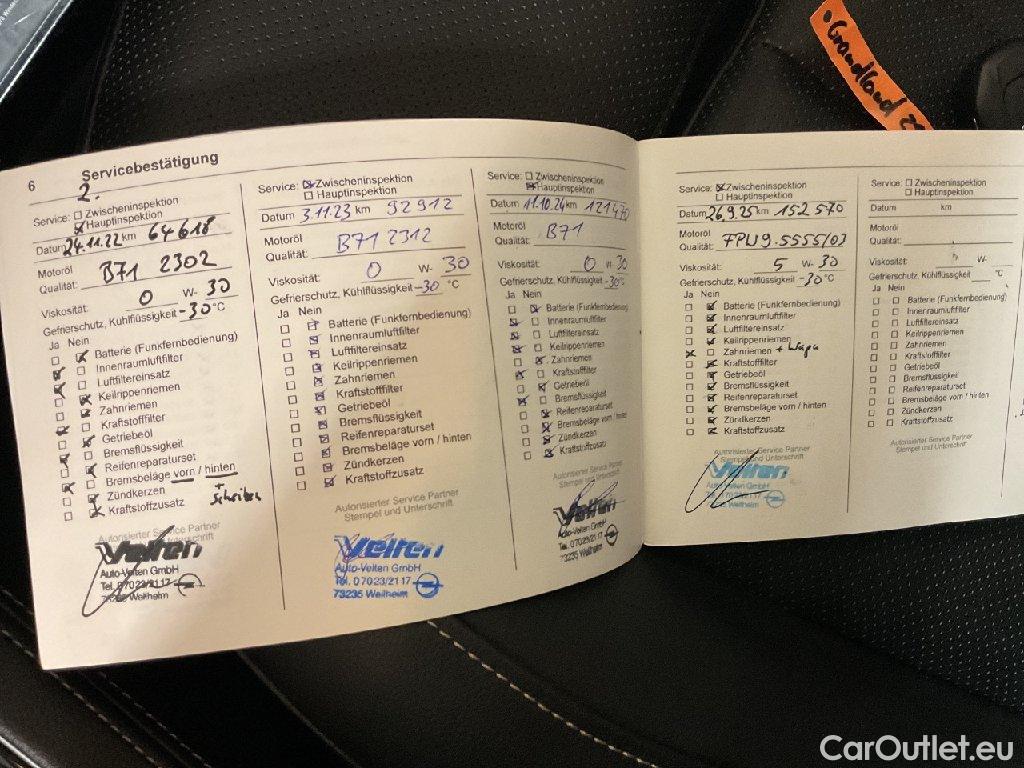 6
Servicebestätigung
2.
Service: Zwischeninspektion
Hauptinspektion
Datum 24.11.22 km 64618
Motoröl
Qualität: B71 2302
Viskosität: 0 W- 30
Gefrierschutz, Kühlflüssigkeit -30 °C
Ja Nein
Batterie (Funkfernbedienung)
Innenraumluftfilter
Luftfiltereinsatz
Keilrippenriemen
Zahnriemen
Kraftstofffilter
Getriebeöl
Bremsflüssigkeit
Reifenreparaturset
Bremsbeläge vorn / hinten
Zündkerzen + Scheiben
Kraftstoffzusatz
Autorisierter Service Partner
Stempel und Unterschrift
Velten
Auto-Velten GmbH
Tel. 07023/2117
73235 Weilheim
Service: Zwischeninspektion
Hauptinspektion
Datum 3.11.23 km 92912
Motoröl
Qualität: B71 2312
Viskosität: 0 W- 30
Gefrierschutz, Kühlflüssigkeit -30 °C
Ja Nein
Batterie (Funkfernbedienung)
Innenraumluftfilter
Luftfiltereinsatz
Keilrippenriemen
Zahnriemen
Kraftstofffilter
Getriebeöl
Bremsflüssigkeit
Reifenreparaturset
Bremsbeläge vorn / hinten
Zündkerzen
Kraftstoffzusatz
Autorisierter Service Partner
Stempel und Unterschrift
Velten
Auto-Velten GmbH
Tel. 07023/2117
73235 Weilheim
Service: Zwischeninspektion
Hauptinspektion
Datum 11.10.24 km 121430
Motoröl
Qualität: B71
Viskosität: 0 W- 30
Gefrierschutz, Kühlflüssigkeit -30 °C
Ja Nein
Batterie (Funkfernbedienung)
Innenraumluftfilter
Luftfiltereinsatz
Keilrippenriemen
Zahnriemen
Kraftstofffilter
Getriebeöl
Bremsflüssigkeit
Reifenreparaturset
Bremsbeläge vorn / hinten
Zündkerzen
Kraftstoffzusatz
Autorisierter Service Partner
Stempel und Unterschrift
Velten
Auto-Velten GmbH
Tel. 07023/2117
73235 Weilheim
Service: Zwischeninspektion
Hauptinspektion
Datum 26.9.25 km 152570
Motoröl
Qualität: FPW9.55535/03
Viskosität: 5 W- 30
Gefrierschutz, Kühlflüssigkeit -30 °C
Ja Nein
Batterie (Funkfernbedienung)
Innenraumluftfilter
Luftfiltereinsatz
Keilrippenriemen
Zahnriemen + Wapu
Kraftstofffilter
Getriebeöl
Bremsflüssigkeit
Reifenreparaturset
Bremsbeläge vorn / hinten
Zündkerzen
Kraftstoffzusatz
Autorisierter Service Partner
Stempel und Unterschrift
Velten
Auto-Velten GmbH
Weilheim
Service: Zwischeninspektion
Hauptinspektion
Datum km
Motoröl
Qualität:
Viskosität: W-
Gefrierschutz, Kühlflüssigkeit °C
Ja Nein
Batterie (Funkfernbedienung)
Innenraumluftfilter
Luftfiltereinsatz
Keilrippenriemen
Zahnriemen
Kraftstofffilter
Getriebeöl
Bremsflüssigkeit
Reifenreparaturset
Bremsbeläge vorn / hinten
Zündkerzen
Kraftstoffzusatz
Autorisierter Service Partner
Stempel und Unterschrift
Grandland
CarOutlet.eu